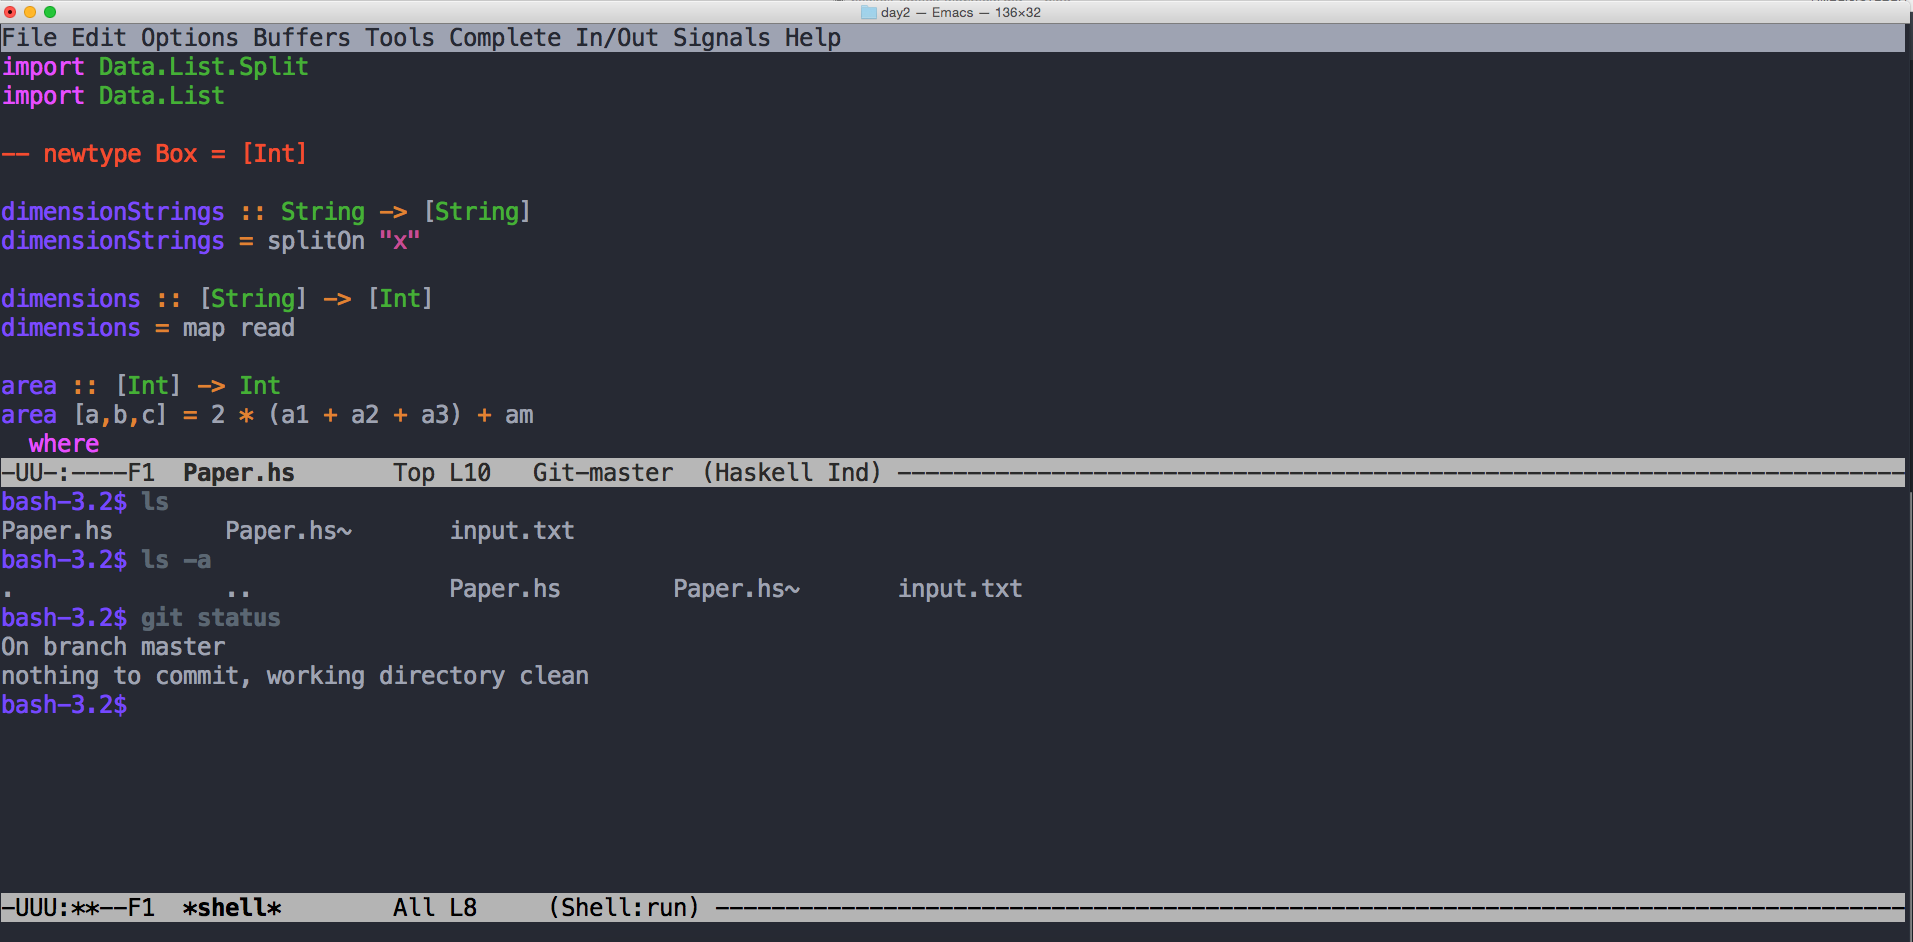 day2 — Emacs — 136×32
File Edit Options Buffers Tools Complete In/Out Signals Help
import Data.List.Split
import Data.List
-- newtype Box = [Int]
dimensionStrings :: String -> [String]
dimensionStrings = splitOn "x"
dimensions :: [String] -> [Int]
dimensions = map read
area :: [Int] -> Int
area [a,b,c] = 2 * (a1 + a2 + a3) + am
  where
-UU-:----F1  Paper.hs       Top L10   Git-master  (Haskell Ind) ------------------------------------------------------------------------
bash-3.2$ ls
Paper.hs        Paper.hs~       input.txt
bash-3.2$ ls -a
.               ..              Paper.hs        Paper.hs~       input.txt
bash-3.2$ git status
On branch master
nothing to commit, working directory clean
bash-3.2$
-UUU:**--F1  *shell*        All L8     (Shell:run) -------------------------------------------------------------------------------------